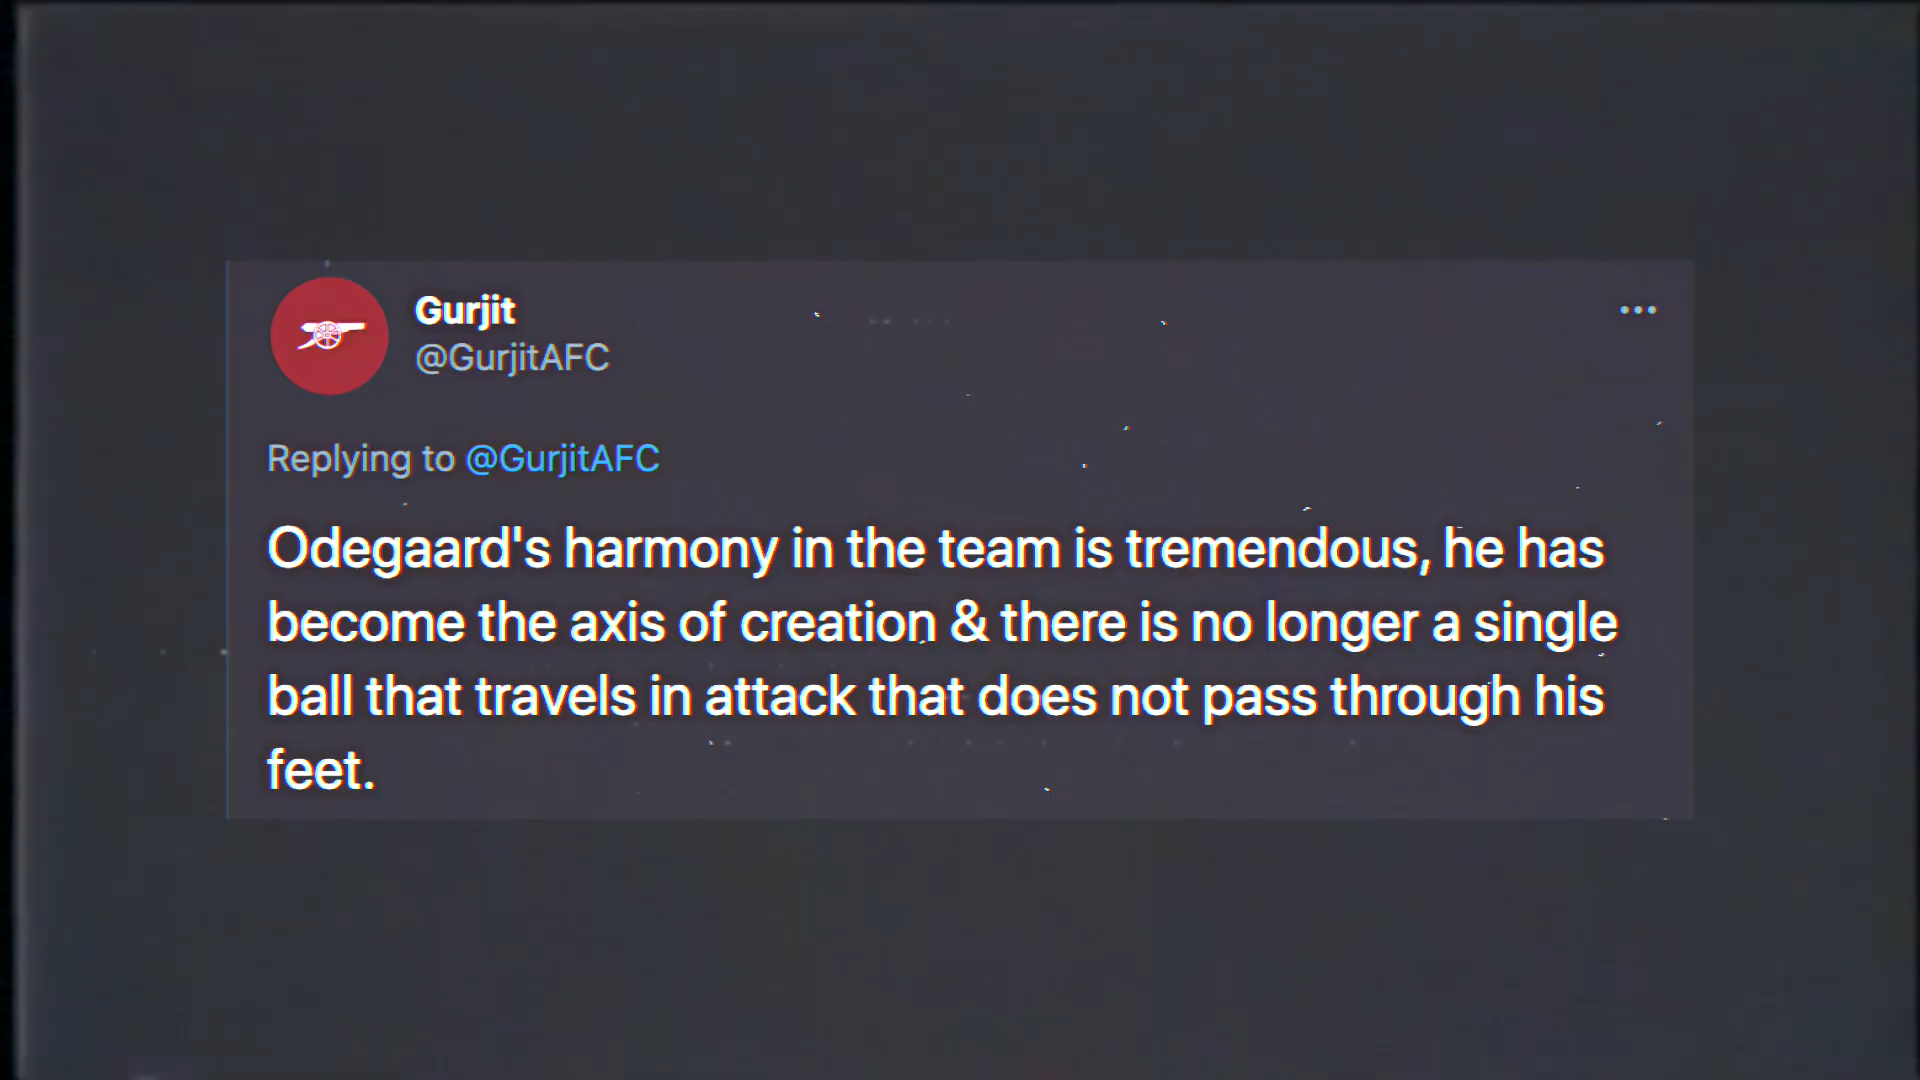 Gurjit
@GurjitAFC
Replying to @GurjitAFC
Odegaard's harmony in the team is tremendous, he has
become the axis of creation & there is no longer a single
ball that travels in attack that does not pass through his
feet.